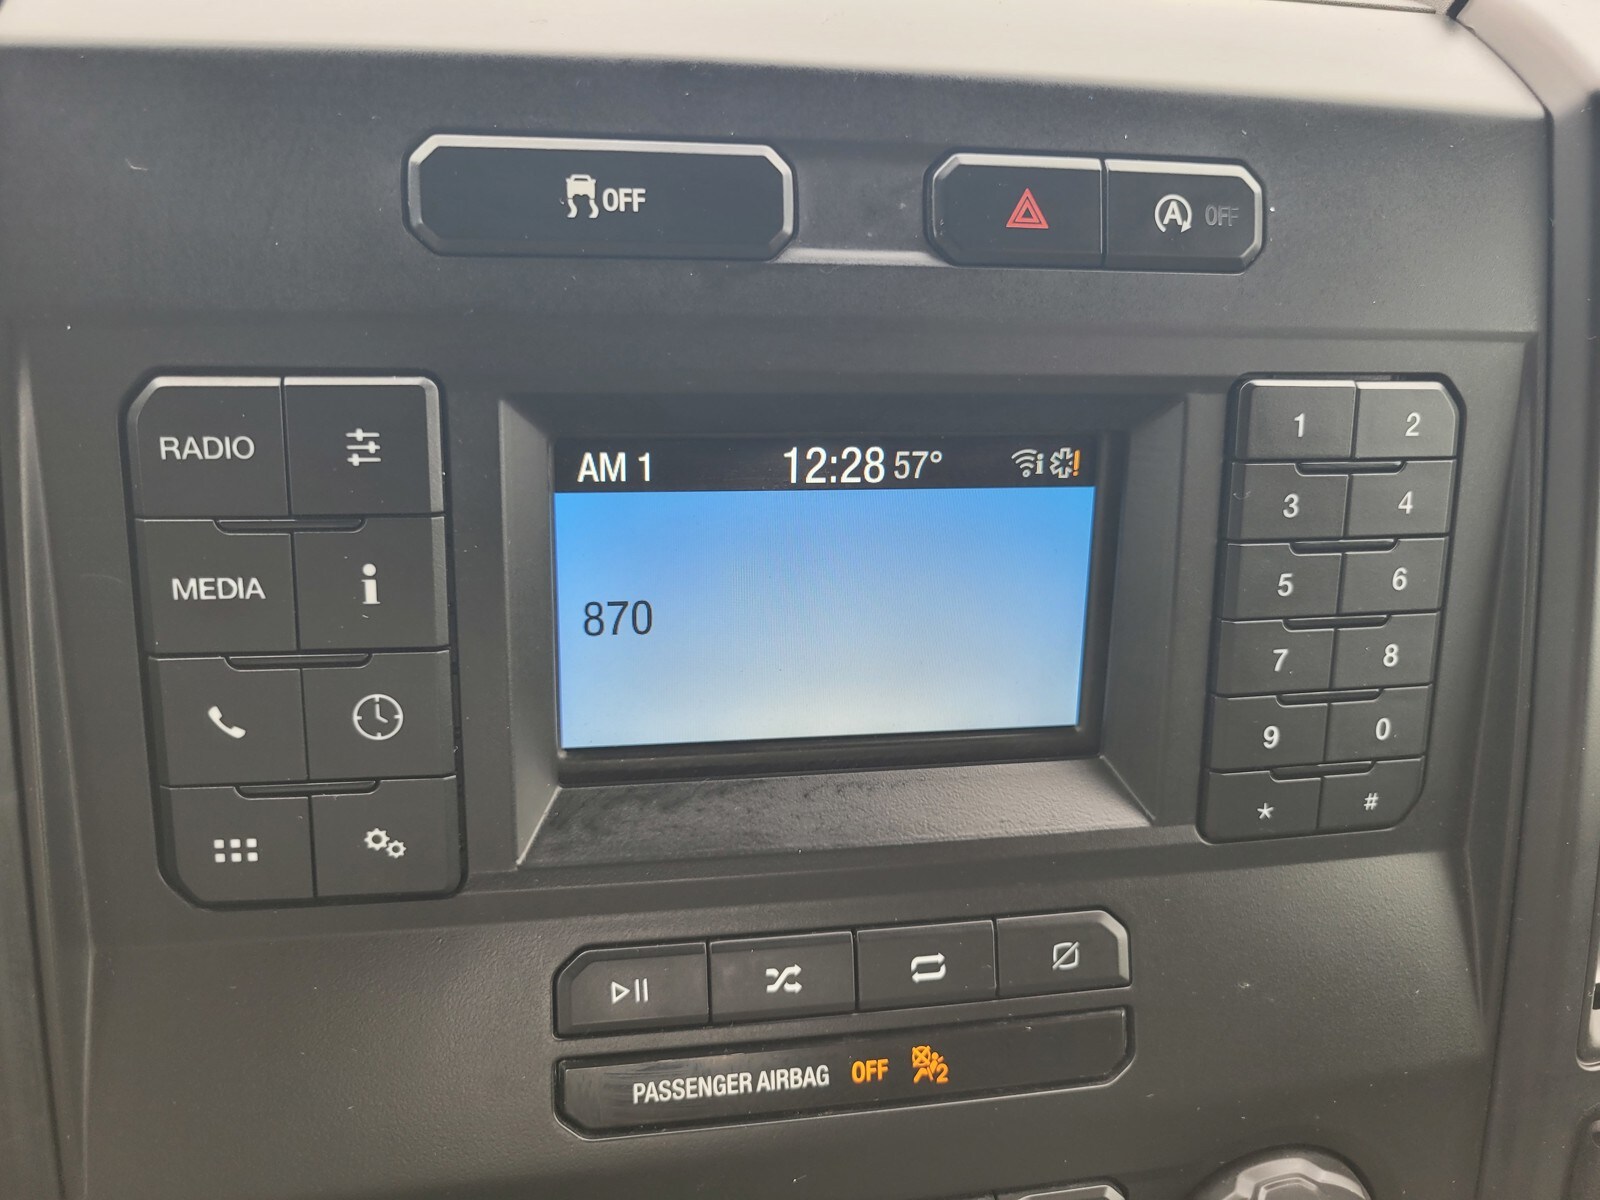 OFF
A OFF
RADIO
MEDIA
AM 1 12:28 57° i !
870
1 2
3 4
5 6
7 8
9 0
* #
PASSENGER AIRBAG OFF 2